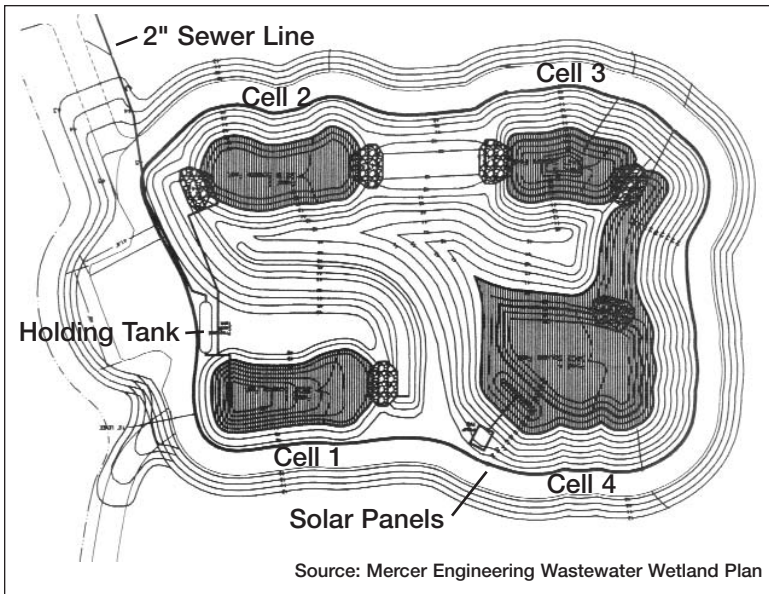 2" Sewer Line
Cell 3
Cell 2
Holding Tank
Cell 1
Cell 4
Solar Panels
Source: Mercer Engineering Wastewater Wetland Plan